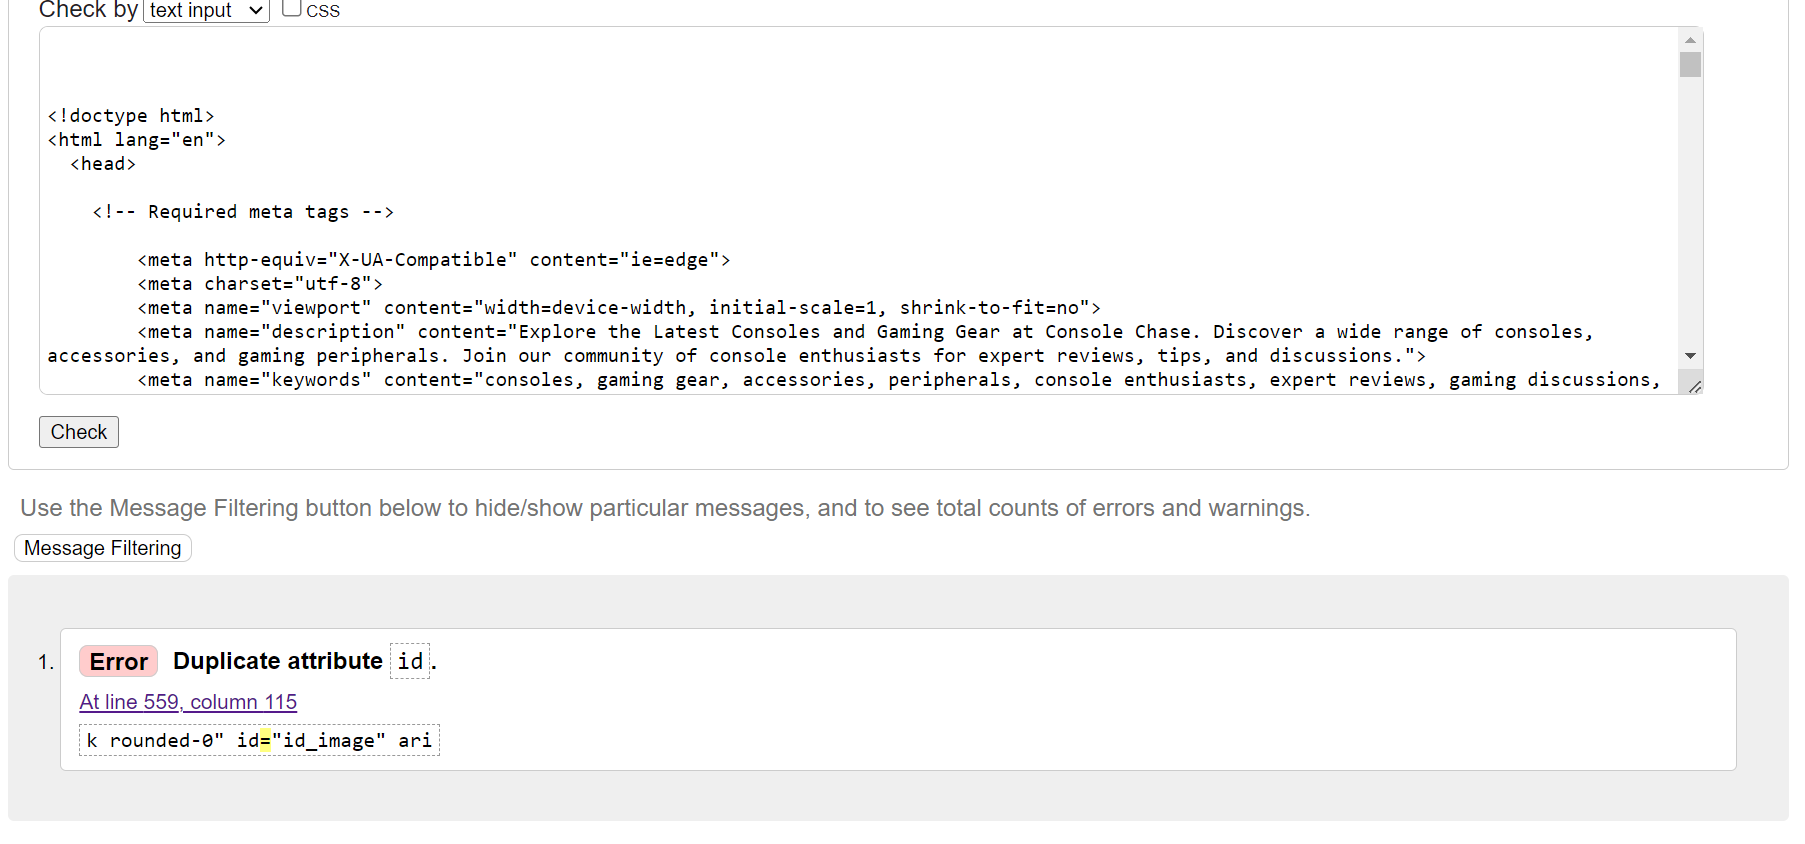 Check by text input CSS
<!doctype html>
<html lang="en">
<head>
<!-- Required meta tags -->
<meta http-equiv="X-UA-Compatible" content="ie=edge">
<meta charset="utf-8">
<meta name="viewport" content="width=device-width, initial-scale=1, shrink-to-fit=no">
<meta name="description" content="Explore the Latest Consoles and Gaming Gear at Console Chase. Discover a wide range of consoles,
accessories, and gaming peripherals. Join our community of console enthusiasts for expert reviews, tips, and discussions.">
<meta name="keywords" content="consoles, gaming gear, accessories, peripherals, console enthusiasts, expert reviews, gaming discussions,
Check
Use the Message Filtering button below to hide/show particular messages, and to see total counts of errors and warnings.
Message Filtering
1. Error Duplicate attribute id.
At line 559, column 115
k rounded-0" id="id_image" ari